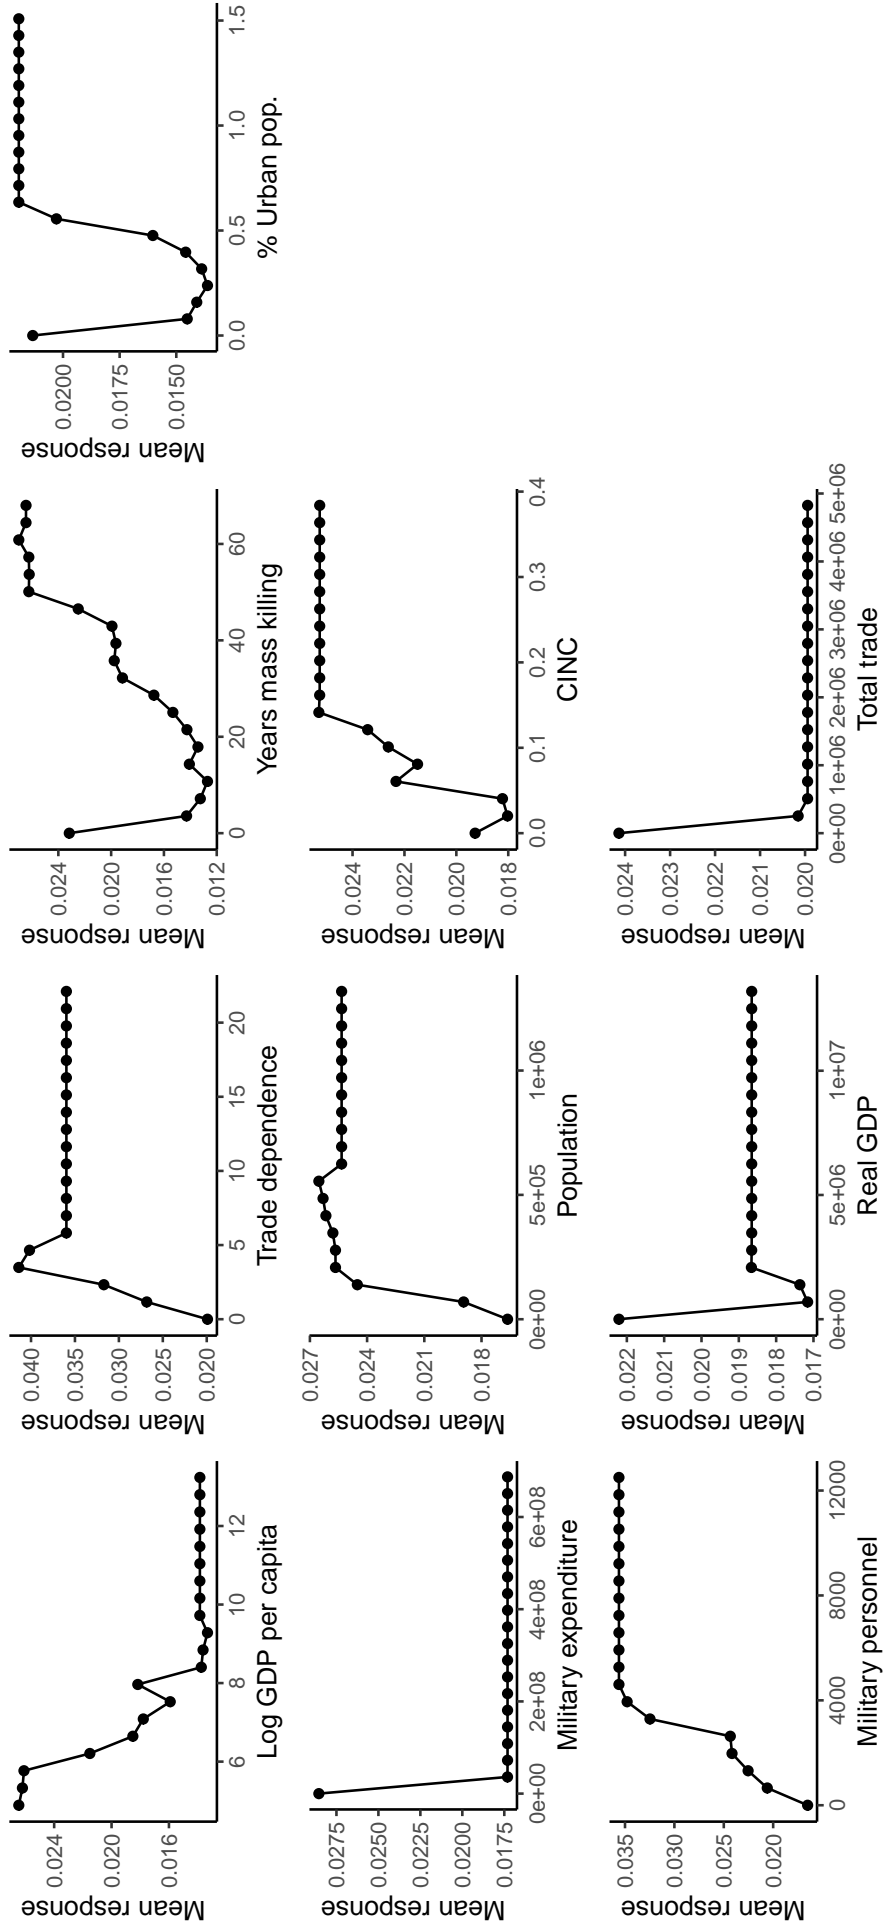 Mean response
0.024
0.020
0.016
6
8
10
12
Log GDP per capita
Mean response
0.040
0.035
0.030
0.025
0.020
0
5
10
15
20
Trade dependence
Mean response
0.024
0.020
0.016
0.012
0
20
40
60
Years mass killing
Mean response
0.0200
0.0175
0.0150
0.0
0.5
1.0
1.5
% Urban pop.
Mean response
0.0275
0.0250
0.0225
0.0200
0.0175
0e+00
2e+08
4e+08
6e+08
Military expenditure
Mean response
0.027
0.024
0.021
0.018
0e+00
5e+05
1e+06
Population
Mean response
0.024
0.022
0.020
0.018
0.0
0.1
0.2
0.3
0.4
CINC
Mean response
0.035
0.030
0.025
0.020
0
4000
8000
12000
Military personnel
Mean response
0.022
0.021
0.020
0.019
0.018
0.017
0e+00
5e+06
1e+07
Real GDP
Mean response
0.024
0.023
0.022
0.021
0.020
0e+00
1e+06
2e+06
3e+06
4e+06
5e+06
Total trade